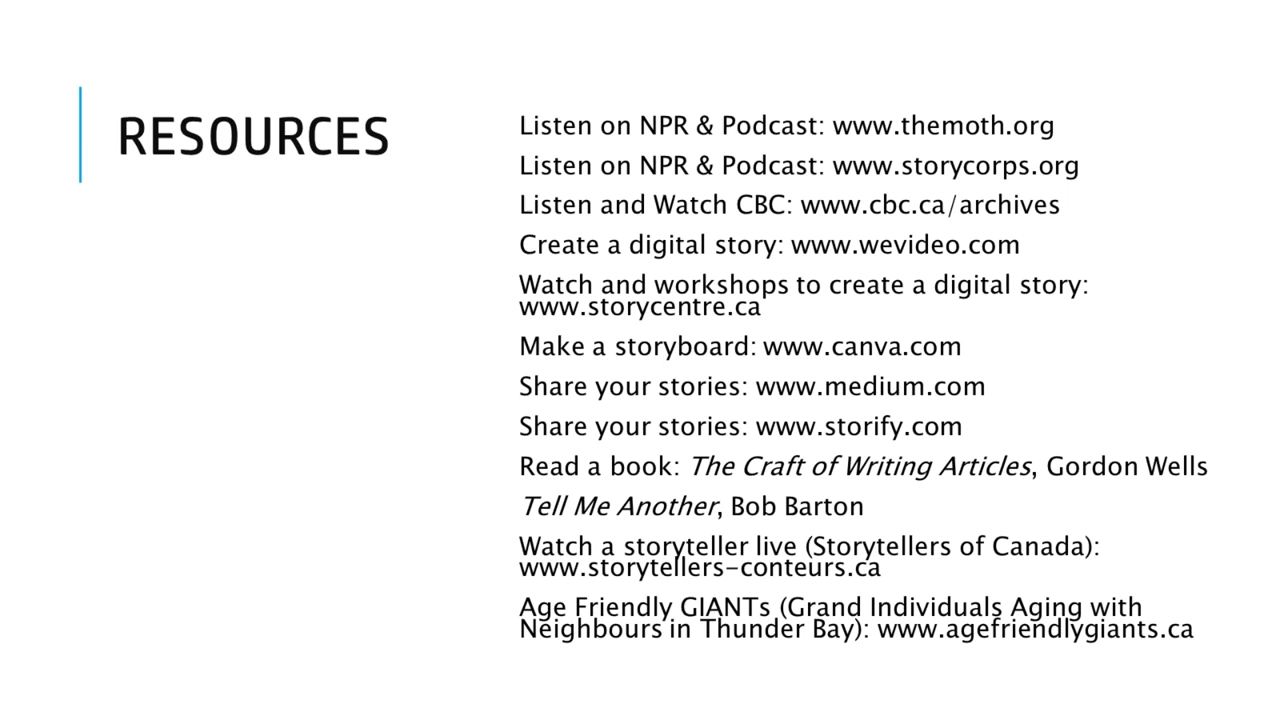 RESOURCES
Listen on NPR & Podcast: www.themoth.org
Listen on NPR & Podcast: www.storycorps.org
Listen and Watch CBC: www.cbc.ca/archives
Create a digital story: www.wevideo.com
Watch and workshops to create a digital story:
www.storycentre.ca
Make a storyboard: www.canva.com
Share your stories: www.medium.com
Share your stories: www.storify.com
Read a book: The Craft of Writing Articles, Gordon Wells
Tell Me Another, Bob Barton
Watch a storyteller live (Storytellers of Canada):
www.storytellers-conteurs.ca
Age Friendly GIANTs (Grand Individuals Aging with
Neighbours in Thunder Bay): www.agefriendlygiants.ca